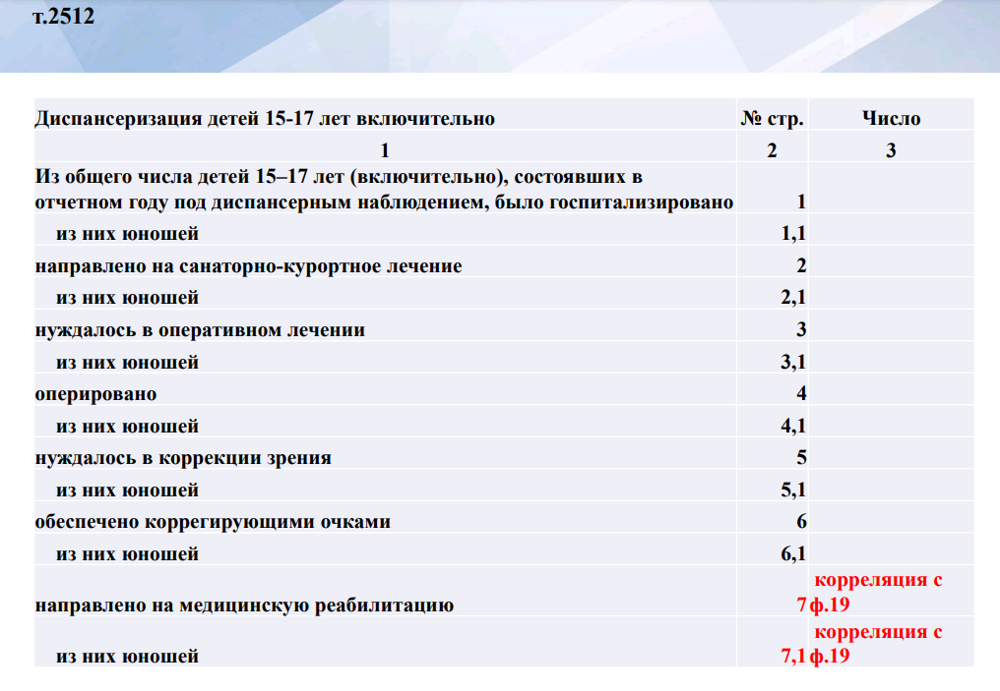 т.2512
Диспансеризация детей 15-17 лет включительно № стр. Число
1 2 3
Из общего числа детей 15–17 лет (включительно), состоявших в
отчетном году под диспансерным наблюдением, было госпитализировано 1
из них юношей 1,1
направлено на санаторно-курортное лечение 2
из них юношей 2,1
нуждалось в оперативном лечении 3
из них юношей 3,1
оперировано 4
из них юношей 4,1
нуждалось в коррекции зрения 5
из них юношей 5,1
обеспечено коррегирующими очками 6
из них юношей 6,1
корреляция с
направлено на медицинскую реабилитацию 7 ф.19
корреляция с
из них юношей 7,1 ф.19